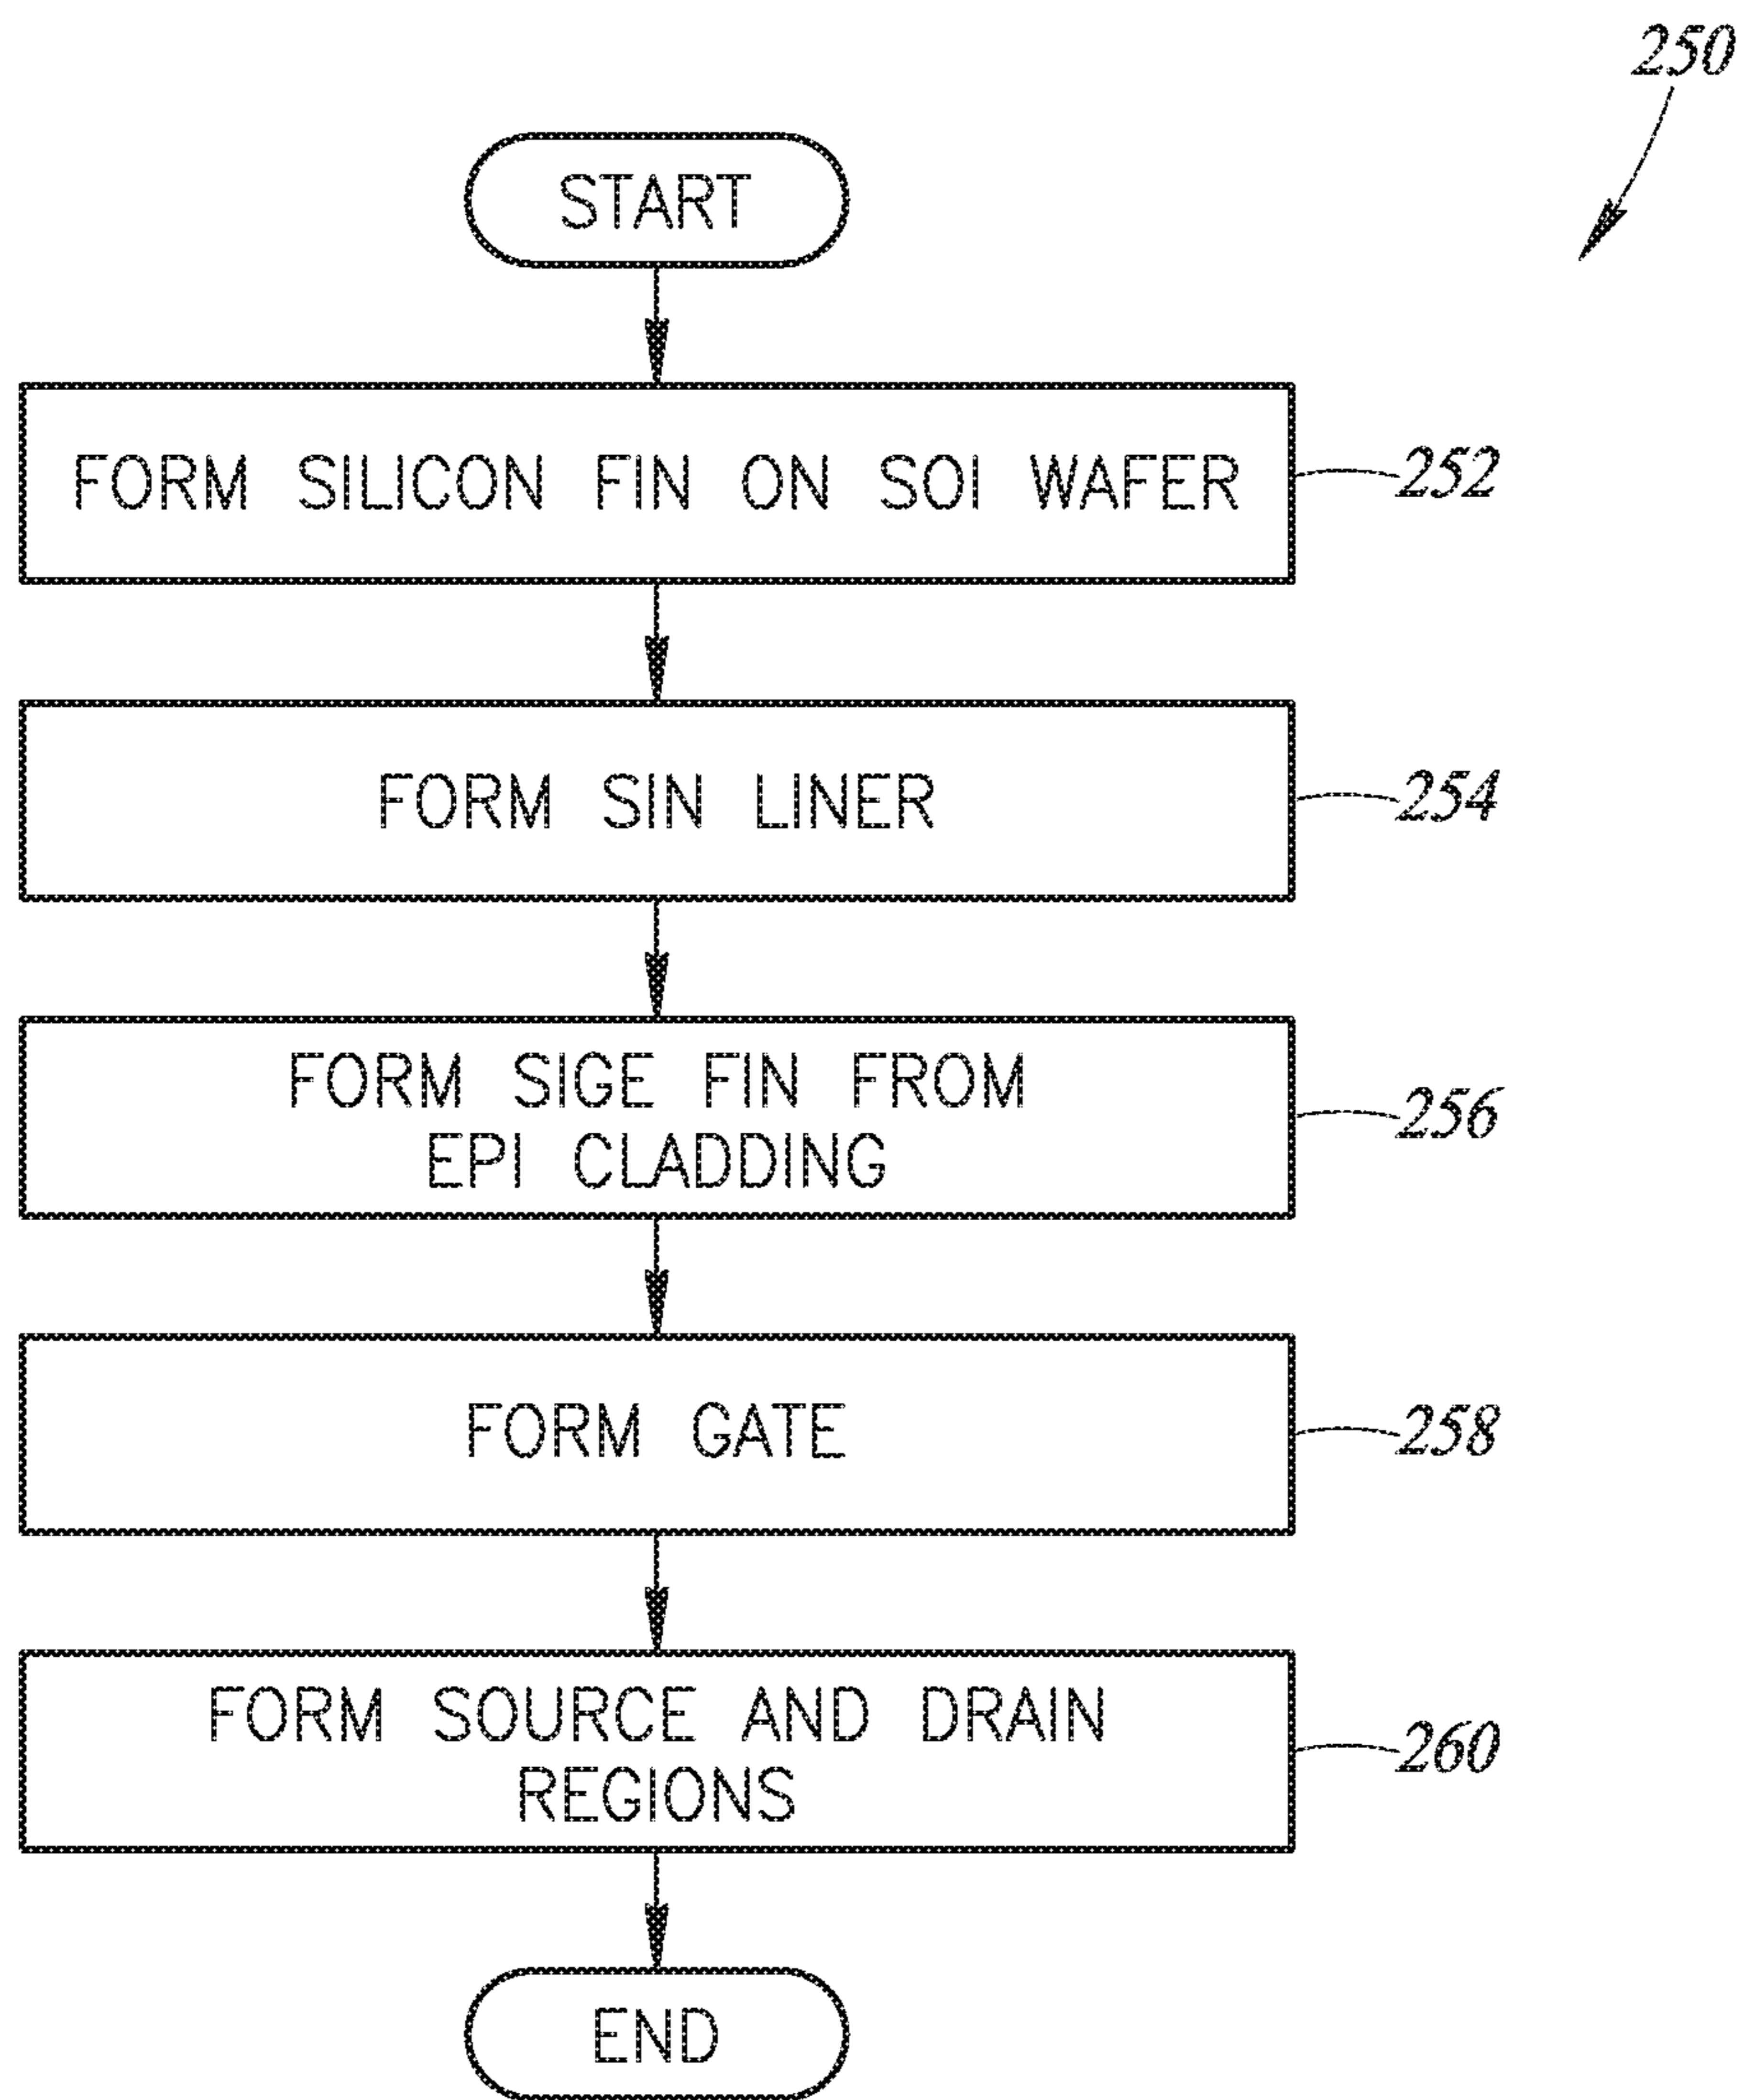 250
START
FORM SILICON FIN ON SOI WAFER
252
FORM SIN LINER
254
FORM SIGE FIN FROM
EPI CLADDING
256
FORM GATE
258
FORM SOURCE AND DRAIN
REGIONS
260
END